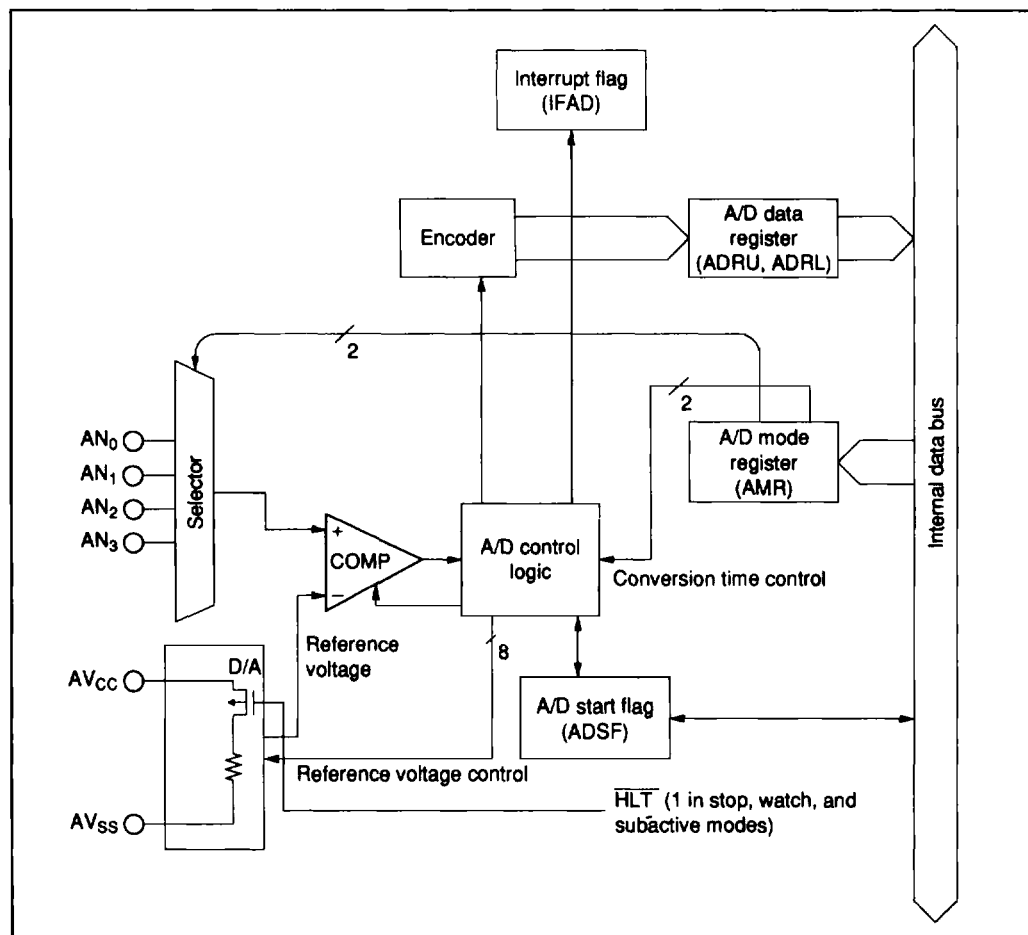 Interrupt flag
(IFAD)
Encoder
A/D data
register
(ADRU, ADRL)
2
2
AN0
AN1
AN2
AN3
Selector
A/D mode
register
(AMR)
Internal data bus
+
COMP
−
A/D control
logic
Conversion time control
Reference
voltage
8
D/A
AVCC
A/D start flag
(ADSF)
Reference voltage control
AVSS
HLT (1 in stop, watch, and
subactive modes)